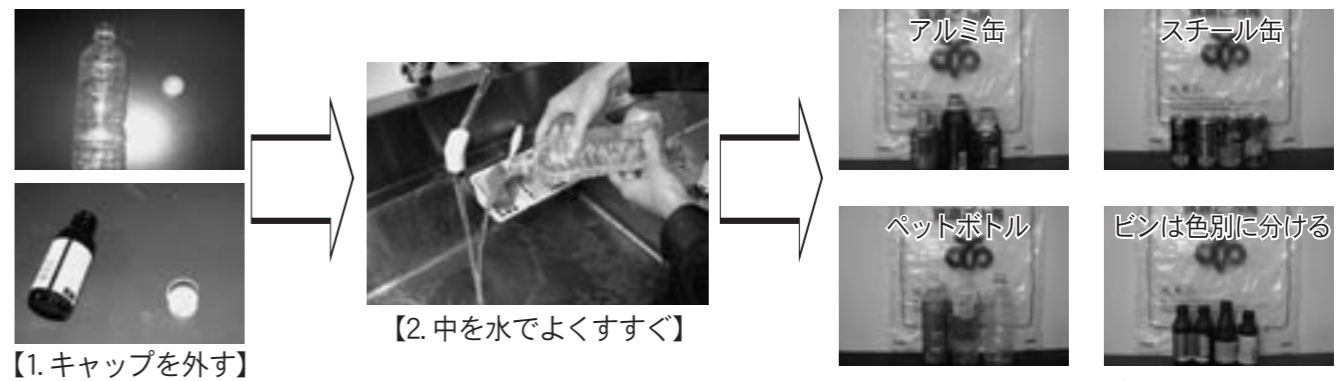 【1. キャップを外す】
【2. 中を水でよくすすぐ】
アルミ缶
スチール缶
ペットボトル
ビンは色別に分ける